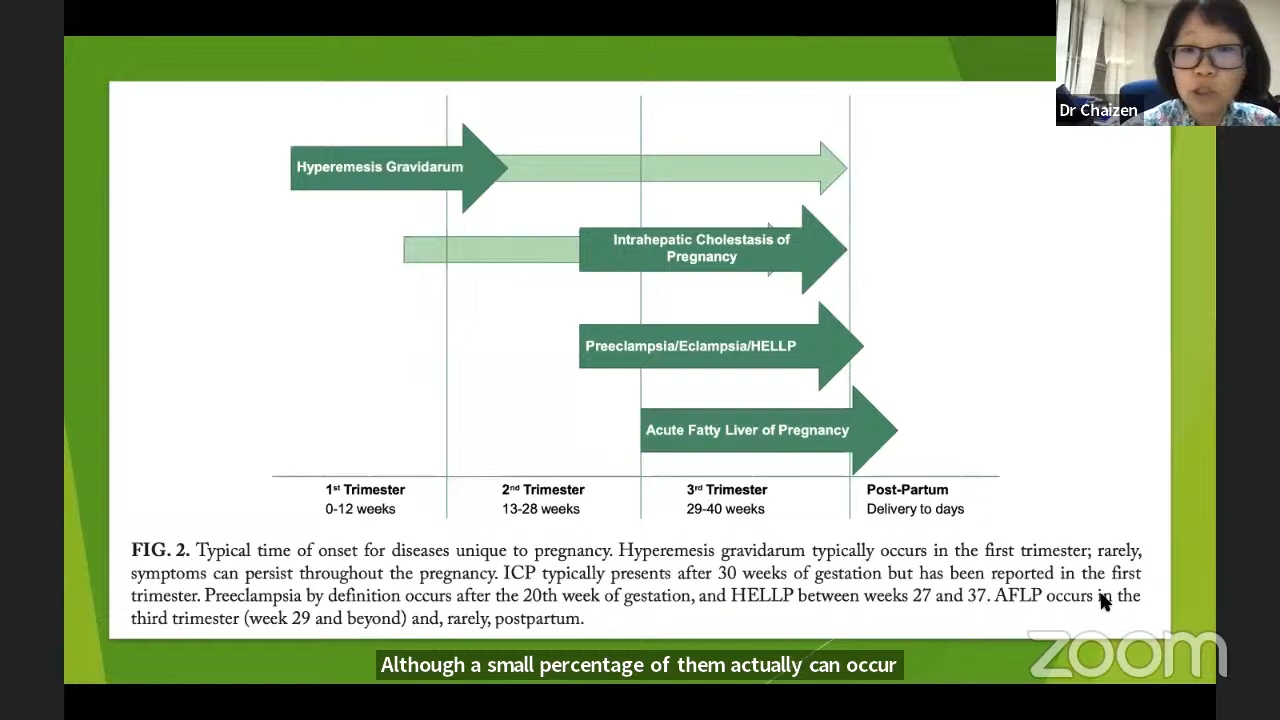 Dr Chaizen
Hyperemesis Gravidarum
Intrahepatic Cholestasis of
Pregnancy
Preeclampsia/Eclampsia/HELLP
Acute Fatty Liver of Pregnancy
1st Trimester
0-12 weeks
2nd Trimester
13-28 weeks
3rd Trimester
29-40 weeks
Post-Partum
Delivery to days
FIG. 2. Typical time of onset for diseases unique to pregnancy. Hyperemesis gravidarum typically occurs in the first trimester; rarely,
symptoms can persist throughout the pregnancy. ICP typically presents after 30 weeks of gestation but has been reported in the first
trimester. Preeclampsia by definition occurs after the 20th week of gestation, and HELLP between weeks 27 and 37. AFLP occurs in the
third trimester (week 29 and beyond) and, rarely, postpartum.
Although a small percentage of them actually can occur
zoom